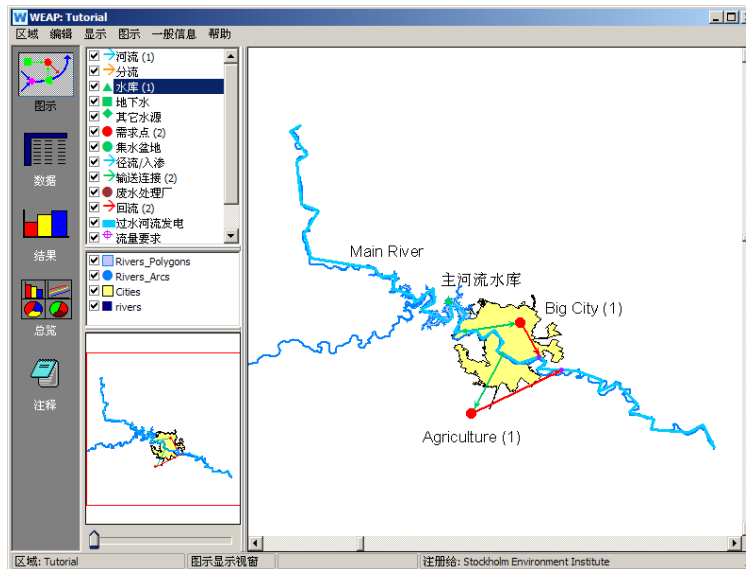 WEAP: Tutorial
区域 编辑 显示 图示 一般信息 帮助
图示
数据
结果
总览
注释
河流 (1)
分流
水库 (1)
地下水
其它水源
需求点 (2)
集水盆地
径流/入渗
输送连接 (2)
废水处理厂
回流 (2)
过水河流发电
流量要求
Rivers_Polygons
Rivers_Arcs
Cities
rivers
Main River
主河流水库
Big City (1)
Agriculture (1)
区域: Tutorial
图示显示视窗
注册给: Stockholm Environment Institute